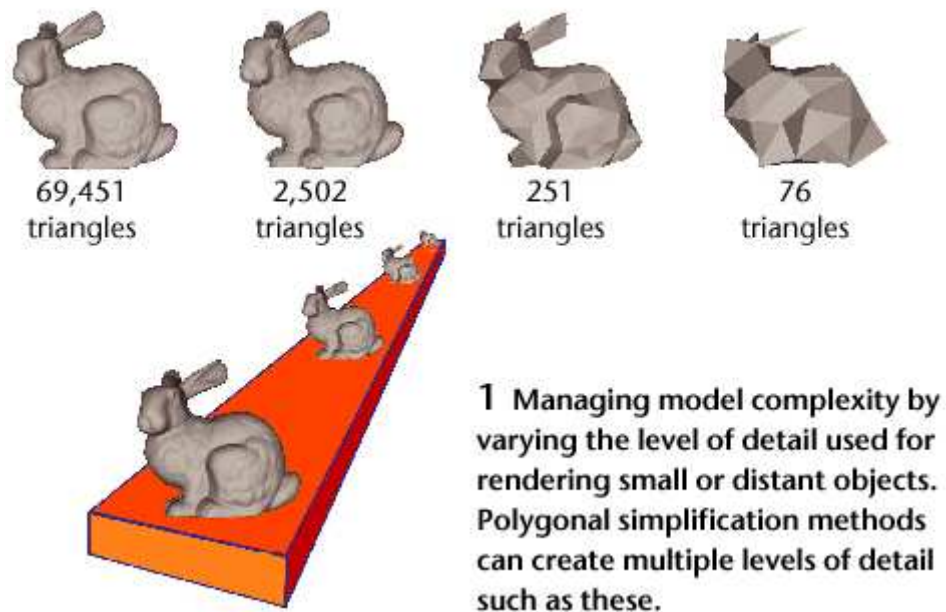 69,451
triangles
2,502
triangles
251
triangles
76
triangles
1 Managing model complexity by
varying the level of detail used for
rendering small or distant objects.
Polygonal simplification methods
can create multiple levels of detail
such as these.